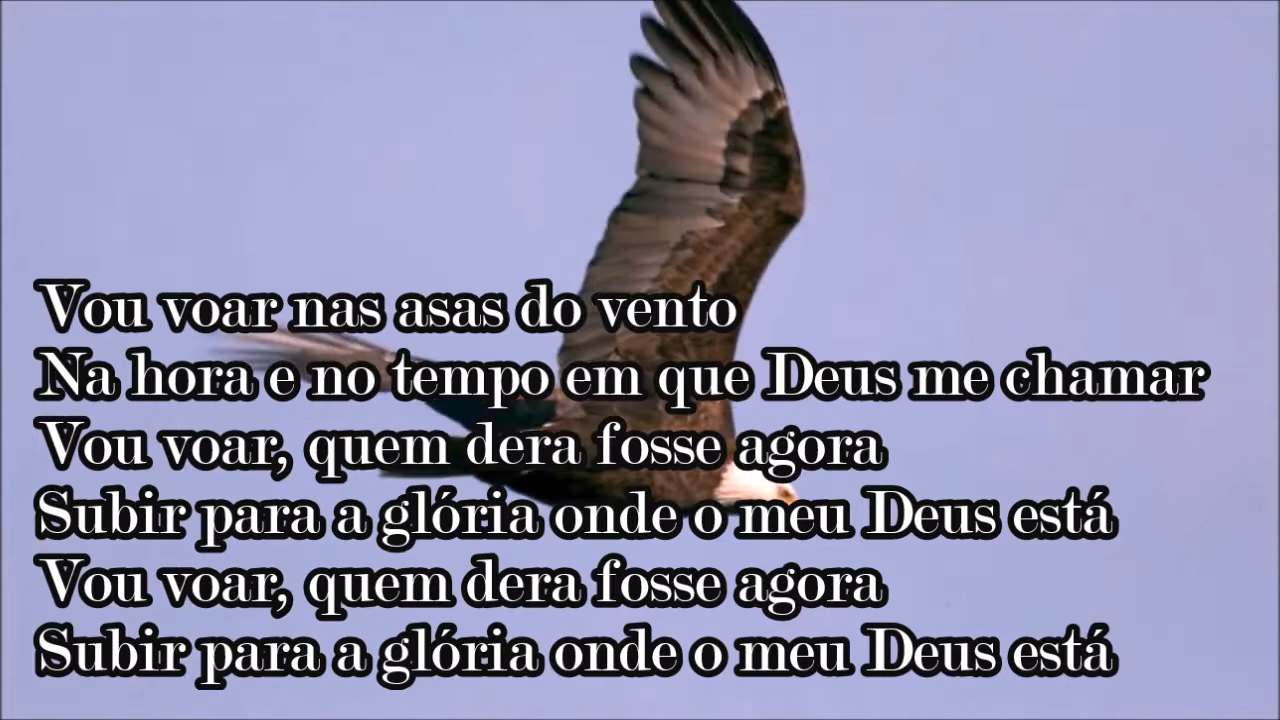 Vou voar nas asas do vento
Na hora e no tempo em que Deus me chamar
Vou voar, quem dera fosse agora
Subir para a glória onde o meu Deus está
Vou voar, quem dera fosse agora
Subir para a glória onde o meu Deus está